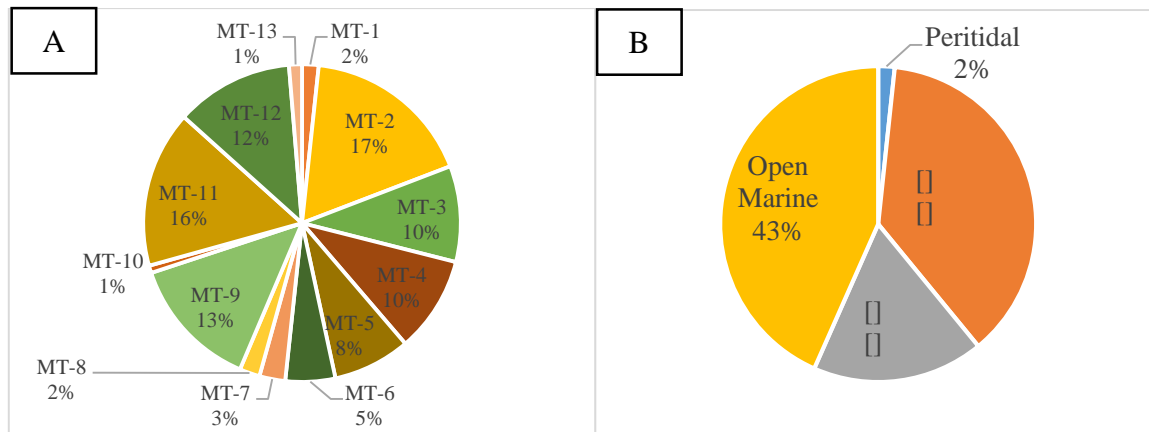 A
MT-13
1%
MT-1
2%
MT-2
17%
MT-3
10%
MT-4
10%
MT-5
8%
MT-6
5%
MT-7
3%
MT-8
2%
MT-9
13%
MT-10
1%
MT-11
16%
MT-12
12%
B
Peritidal
2%
[]
[]
[]
[]
Open
Marine
43%